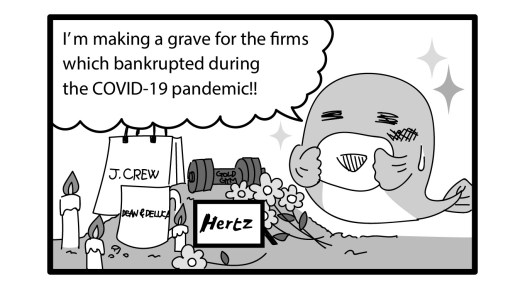 I'm making a grave for the firms
which bankrupted during
the COVID-19 pandemic!!
J. CREW
GOLD
GYM
DEAN & DELUCA
Hertz